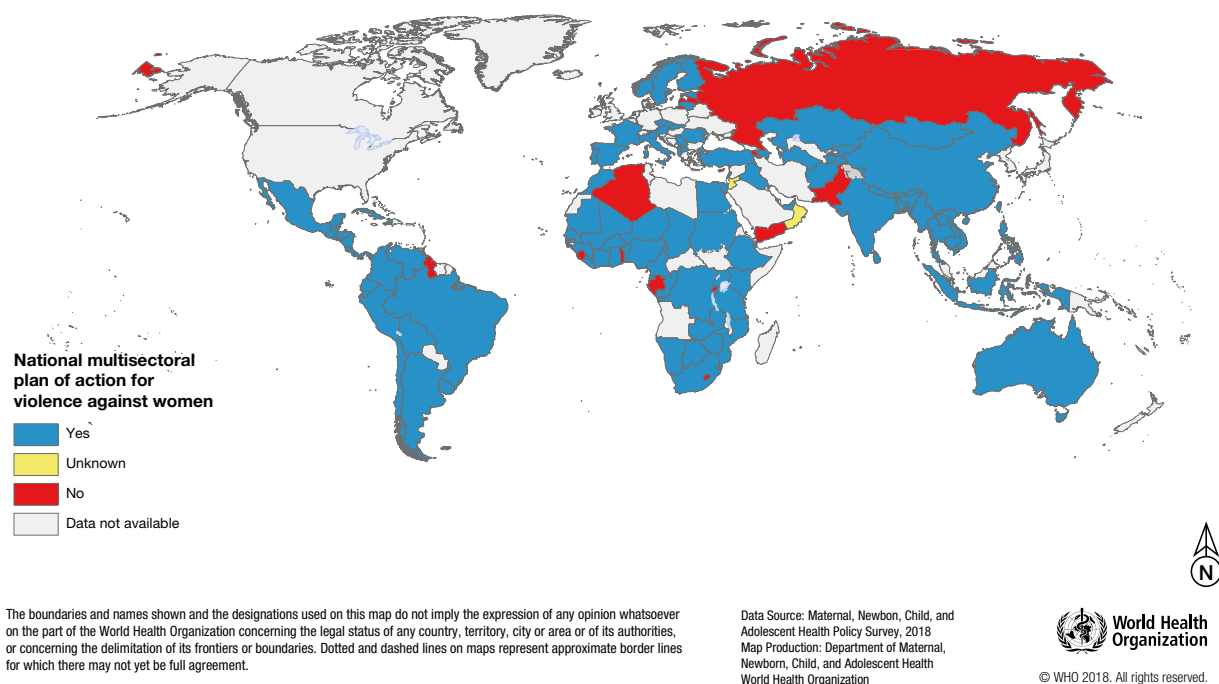 National multisectoral
plan of action for
violence against women
Yes
Unknown
No
Data not available
N
The boundaries and names shown and the designations used on this map do not imply the expression of any opinion whatsoever
on the part of the World Health Organization concerning the legal status of any country, territory, city or area or of its authorities,
or concerning the delimitation of its frontiers or boundaries. Dotted and dashed lines on maps represent approximate border lines
for which there may not yet be full agreement.
Data Source: Maternal, Newbon, Child, and
Adolescent Health Policy Survey, 2018
Map Production: Department of Maternal,
Newborn, Child, and Adolescent Health
World Health Organization
World Health
Organization
© WHO 2018. All rights reserved.